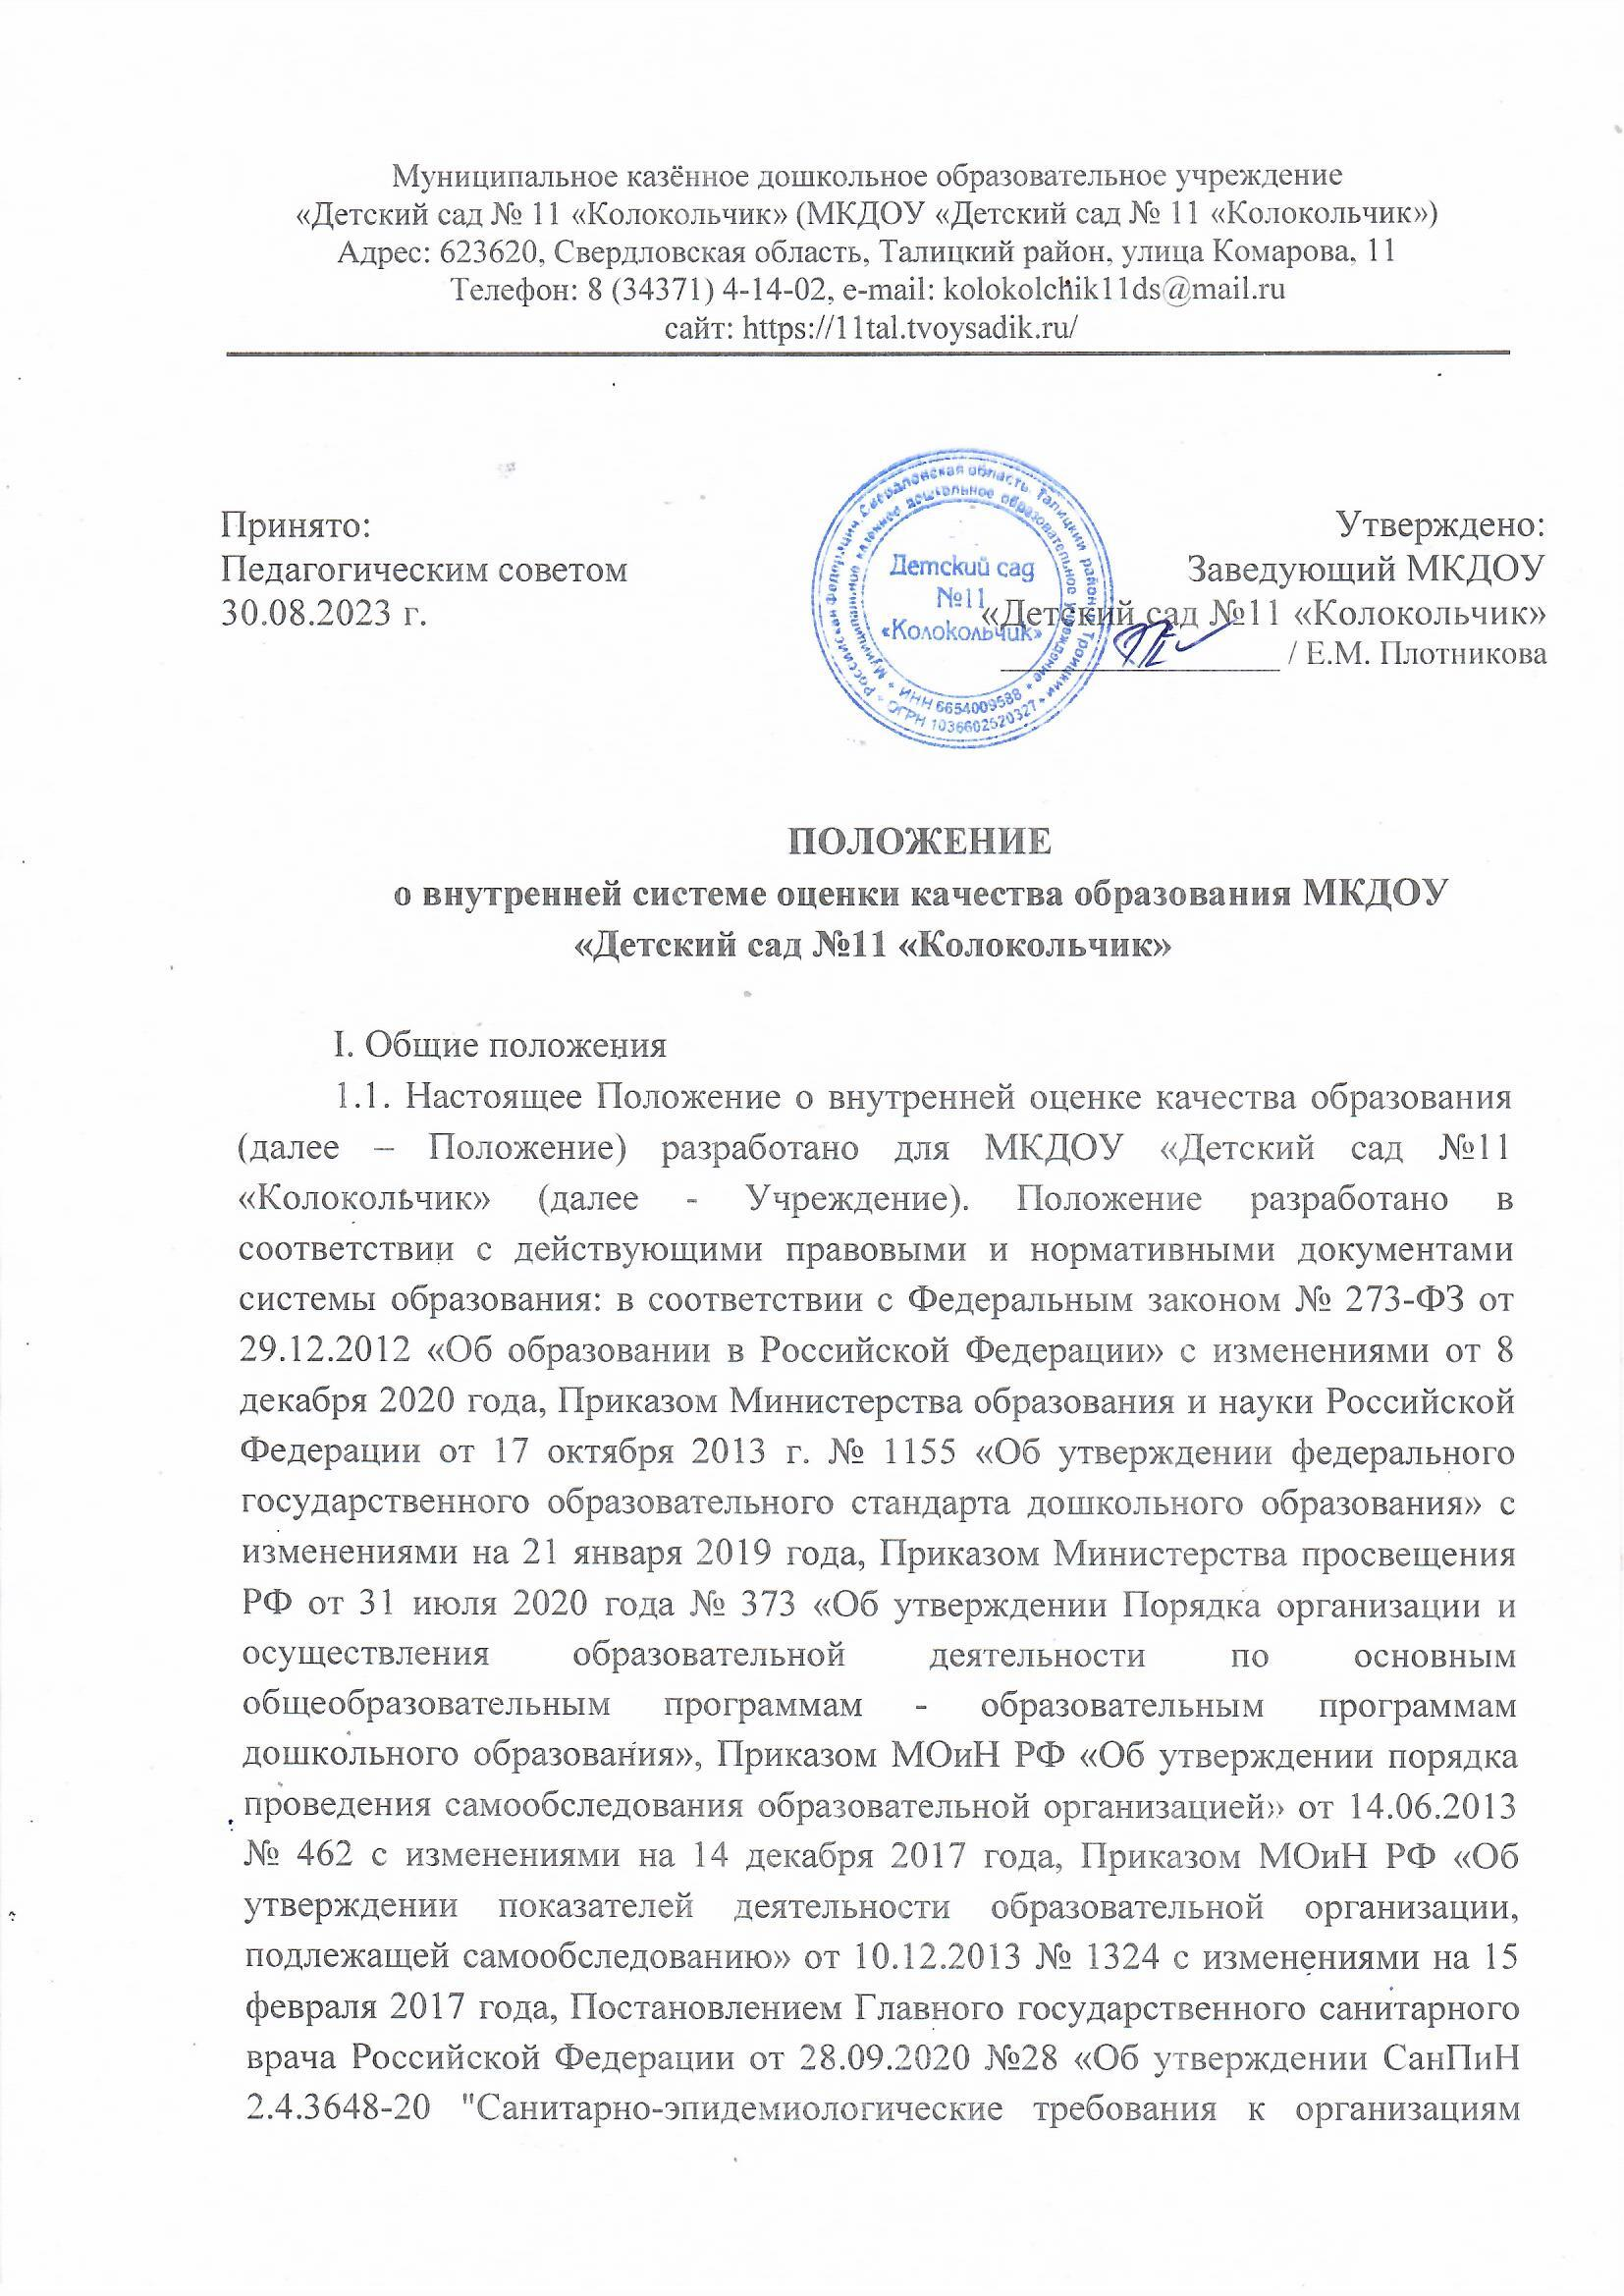 Муниципальное казённое дошкольное образовательное учреждение
«Детский сад № 11 «Колокольчик» (МКДОУ «Детский сад № 11 «Колокольчик»)
Адрес: 623620, Свердловская область, Талицкий район, улица Комарова, 11
Телефон: 8 (34371) 4-14-02, e-mail: kolokolchik11ds@mail.ru
сайт: https://11tal.tvoysadik.ru/
Принято:
Педагогическим советом
30.08.2023 г.
Утверждено:
Заведующий МКДОУ
«Детский сад №11 «Колокольчик»
/ Е.М. Плотникова
Детский сад
№11
«Колокольчик»
ИНН 6654009588
ОГРН 1036602520327
ПОЛОЖЕНИЕ
о внутренней системе оценки качества образования МКДОУ
«Детский сад №11 «Колокольчик»
I. Общие положения
1.1. Настоящее Положение о внутренней оценке качества образования
(далее – Положение) разработано для МКДОУ «Детский сад №11
«Колокольчик» (далее - Учреждение). Положение разработано в
соответствии с действующими правовыми и нормативными документами
системы образования: в соответствии с Федеральным законом № 273-ФЗ от
29.12.2012 «Об образовании в Российской Федерации» с изменениями от 8
декабря 2020 года, Приказом Министерства образования и науки Российской
Федерации от 17 октября 2013 г. № 1155 «Об утверждении федерального
государственного образовательного стандарта дошкольного образования» с
изменениями на 21 января 2019 года, Приказом Министерства просвещения
РФ от 31 июля 2020 года № 373 «Об утверждении Порядка организации и
осуществления образовательной деятельности по основным
общеобразовательным программам - образовательным программам
дошкольного образования», Приказом МОиН РФ «Об утверждении порядка
проведения самообследования образовательной организацией» от 14.06.2013
№ 462 с изменениями на 14 декабря 2017 года, Приказом МОиН РФ «Об
утверждении показателей деятельности образовательной организации,
подлежащей самообследованию» от 10.12.2013 № 1324 с изменениями на 15
февраля 2017 года, Постановлением Главного государственного санитарного
врача Российской Федерации от 28.09.2020 №28 «Об утверждении СанПиН
2.4.3648-20 "Санитарно-эпидемиологические требования к организациям